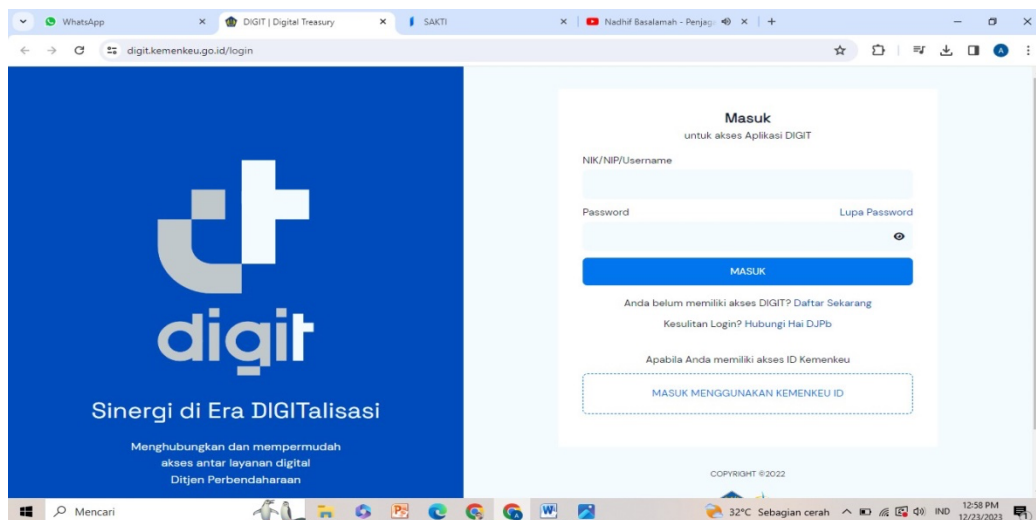 WhatsApp
DIGIT | Digital Treasury
SAKTI
Nadhif Basalamah - Penjaga
digit.kemenkeu.go.id/login
A
digit
Sinergi di Era DIGITalisasi
Menghubungkan dan mempermudah
akses antar layanan digital
Ditjen Perbendaharaan
Masuk
untuk akses Aplikasi DIGIT
NIK/NIP/Username
Password Lupa Password
MASUK
Anda belum memiliki akses DIGIT? Daftar Sekarang
Kesulitan Login? Hubungi Hai DJPb
Apabila Anda memiliki akses ID Kemenkeu
MASUK MENGGUNAKAN KEMENKEU ID
COPYRIGHT ©2022
Mencari
32°C Sebagian cerah
IND
12:58 PM
12/23/2023